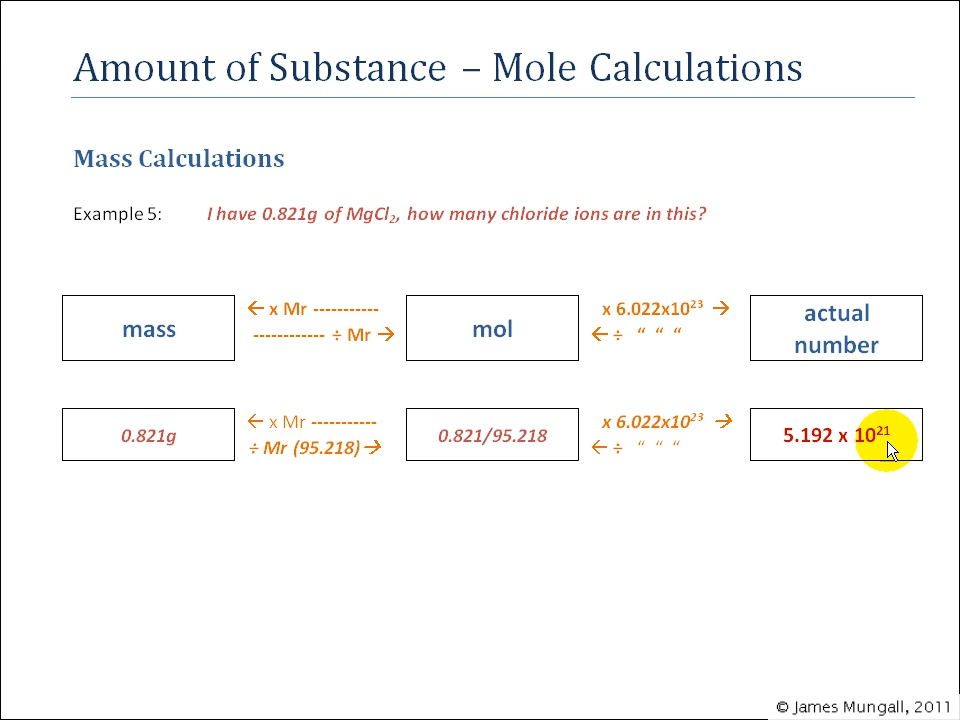 Amount of Substance – Mole Calculations
Mass Calculations
Example 5: I have 0.821g of MgCl₂, how many chloride ions are in this?
mass
← x Mr -----------
------------ ÷ Mr →
mol
x 6.022x10²³ →
← ÷ “ “ “
actual
number
0.821g
← x Mr -----------
÷ Mr (95.218) →
0.821/95.218
x 6.022x10²³ →
← ÷ “ “ “
5.192 x 10²¹
© James Mungall, 2011